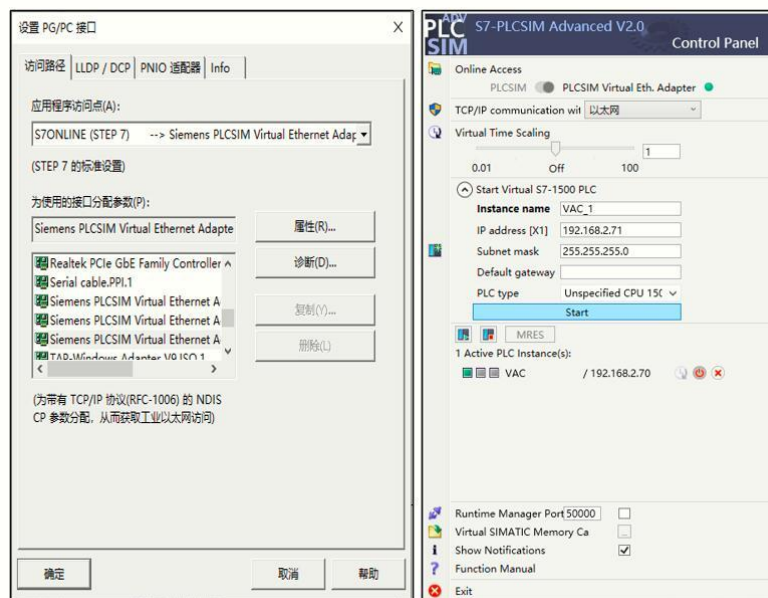 设置 PG/PC 接口
X
访问路径
LLDP / DCP
PNIO 适配器
Info
应用程序访问点(A):
S7ONLINE (STEP 7) --> Siemens PLCSIM Virtual Ethernet Adap
(STEP 7 的标准设置)
为使用的接口分配参数(P):
Siemens PLCSIM Virtual Ethernet Adapte
属性(R)...
Realtek PCIe GbE Family Controller
Serial cable.PPI.1
Siemens PLCSIM Virtual Ethernet A
Siemens PLCSIM Virtual Ethernet A
Siemens PLCSIM Virtual Ethernet A
TAP-Windows Adapter V9.ISO.1
诊断(D)...
复制(Y)...
删除(L)
(为带有 TCP/IP 协议(RFC-1006) 的 NDIS
CP 参数分配，从而获取工业以太网访问)
确定
取消
帮助
PLC ADV
SIM
S7-PLCSIM Advanced V2.0
Control Panel
Online Access
PLCSIM PLCSIM Virtual Eth. Adapter
TCP/IP communication wit 以太网
Virtual Time Scaling
1
0.01 Off 100
Start Virtual S7-1500 PLC
Instance name VAC_1
IP address [X1] 192.168.2.71
Subnet mask 255.255.255.0
Default gateway
PLC type Unspecified CPU 150
Start
MRES
1 Active PLC Instance(s):
VAC / 192.168.2.70
Runtime Manager Port 50000
Virtual SIMATIC Memory Ca ...
Show Notifications
Function Manual
Exit